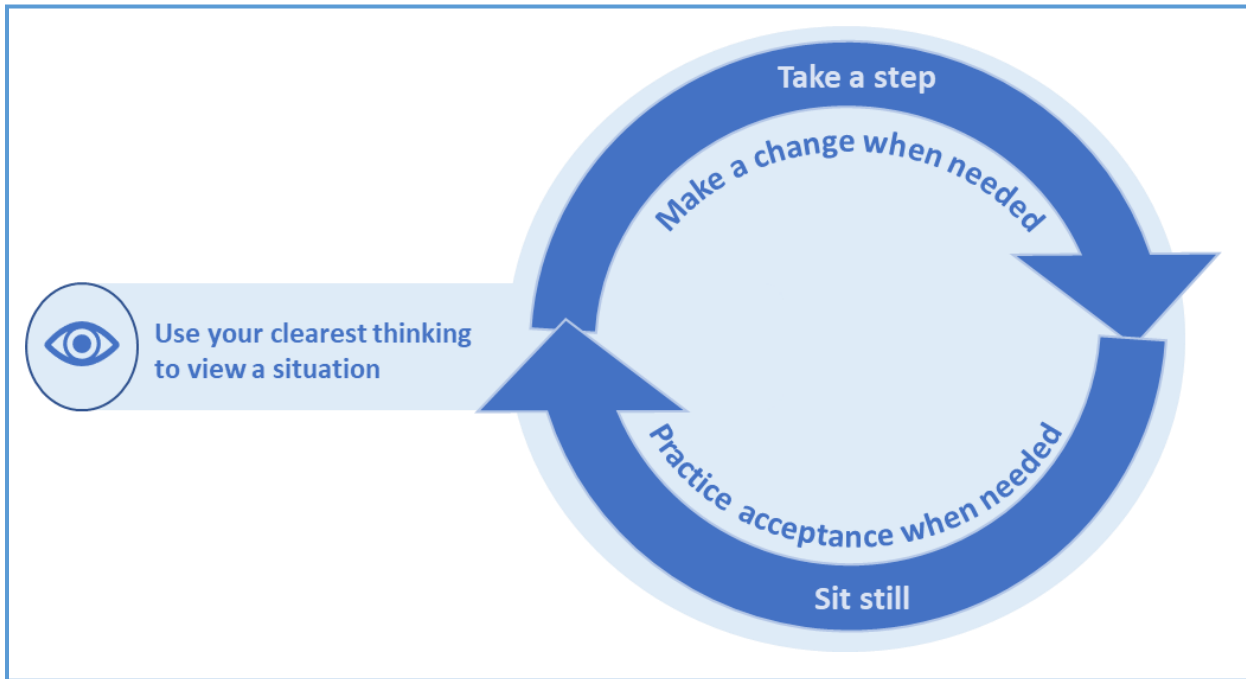 Take a step
Make a change when needed
Use your clearest thinking
to view a situation
Practice acceptance when needed
Sit still